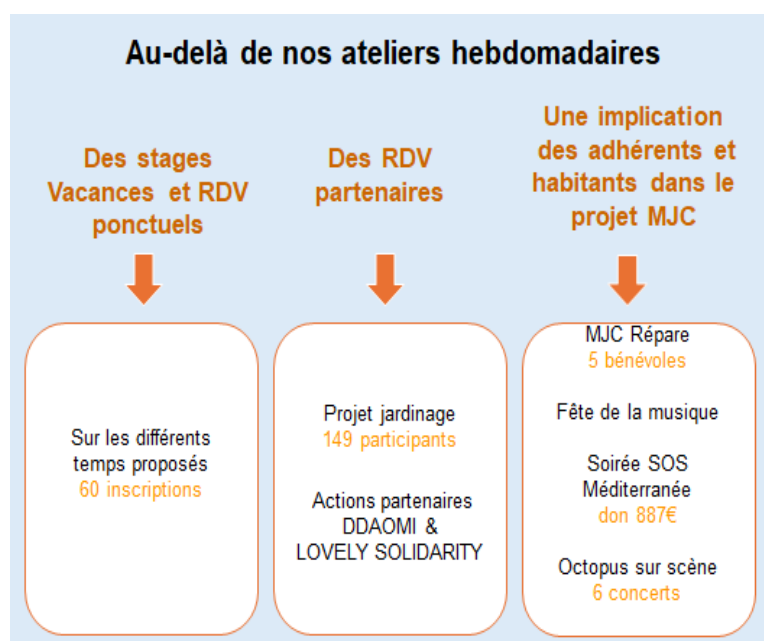 Au-delà de nos ateliers hebdomadaires
Des stages
Vacances et RDV
ponctuels
Des RDV
partenaires
Une implication
des adhérents et
habitants dans le
projet MJC
Sur les différents
temps proposés
60 inscriptions
Projet jardinage
149 participants
Actions partenaires
DDAOMI &
LOVELY SOLIDARITY
MJC Répare
5 bénévoles
Fête de la musique
Soirée SOS
Méditerranée
don 887€
Octopus sur scène
6 concerts